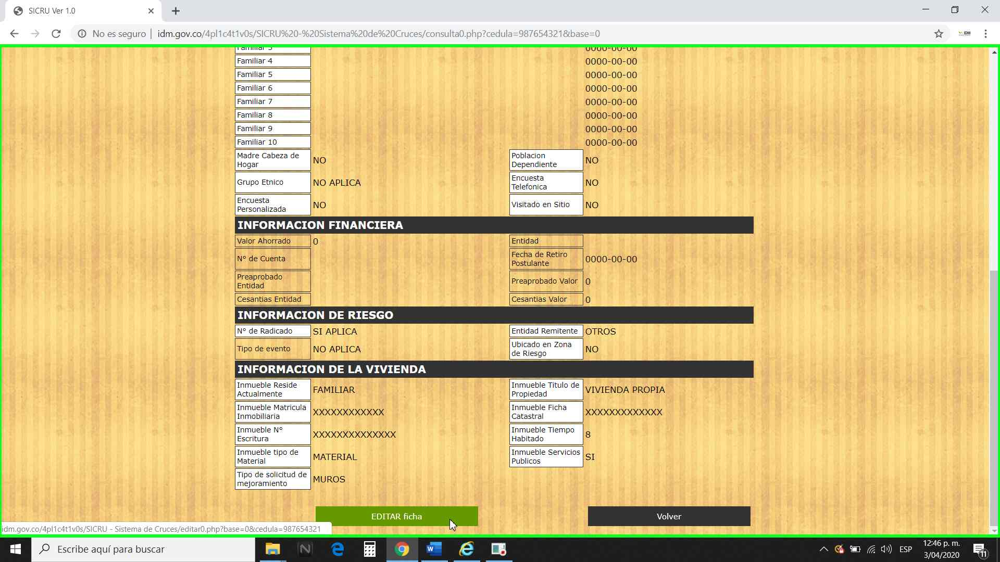 SICRU Ver 1.0
No es seguro | idm.gov.co/4pl1c4t1v0s/SICRU%20-%20Sistema%20de%20Cruces/consulta0.php?cedula=987654321&base=0
IDM
Familiar 3 0000-00-00
Familiar 4 0000-00-00
Familiar 5 0000-00-00
Familiar 6 0000-00-00
Familiar 7 0000-00-00
Familiar 8 0000-00-00
Familiar 9 0000-00-00
Familiar 10 0000-00-00
Madre Cabeza de
Hogar
NO
Poblacion
Dependiente
NO
Grupo Etnico NO APLICA
Encuesta
Telefonica
NO
Encuesta
Personalizada
NO
Visitado en Sitio NO
INFORMACION FINANCIERA
Valor Ahorrado 0 Entidad
N° de Cuenta
Fecha de Retiro
Postulante
0000-00-00
Preaprobado
Entidad
Preaprobado Valor 0
Cesantias Entidad Cesantias Valor 0
INFORMACION DE RIESGO
N° de Radicado SI APLICA Entidad Remitente OTROS
Tipo de evento NO APLICA
Ubicado en Zona
de Riesgo
NO
INFORMACION DE LA VIVIENDA
Inmueble Reside
Actualmente
FAMILIAR
Inmueble Titulo de
Propiedad
VIVIENDA PROPIA
Inmueble Matricula
Inmobiliaria
XXXXXXXXXXXX
Inmueble Ficha
Catastral
XXXXXXXXXXXXX
Inmueble N°
Escritura
XXXXXXXXXXXXXX
Inmueble Tiempo
Habitado
8
Inmueble tipo de
Material
MATERIAL
Inmueble Servicios
Publicos
SI
Tipo de solicitud de
mejoramiento
MUROS
EDITAR ficha Volver
idm.gov.co/4pl1c4t1v0s/SICRU - Sistema de Cruces/editar0.php?base=0&cedula=987654321
Escribe aquí para buscar
ESP
12:46 p. m.
3/04/2020
11